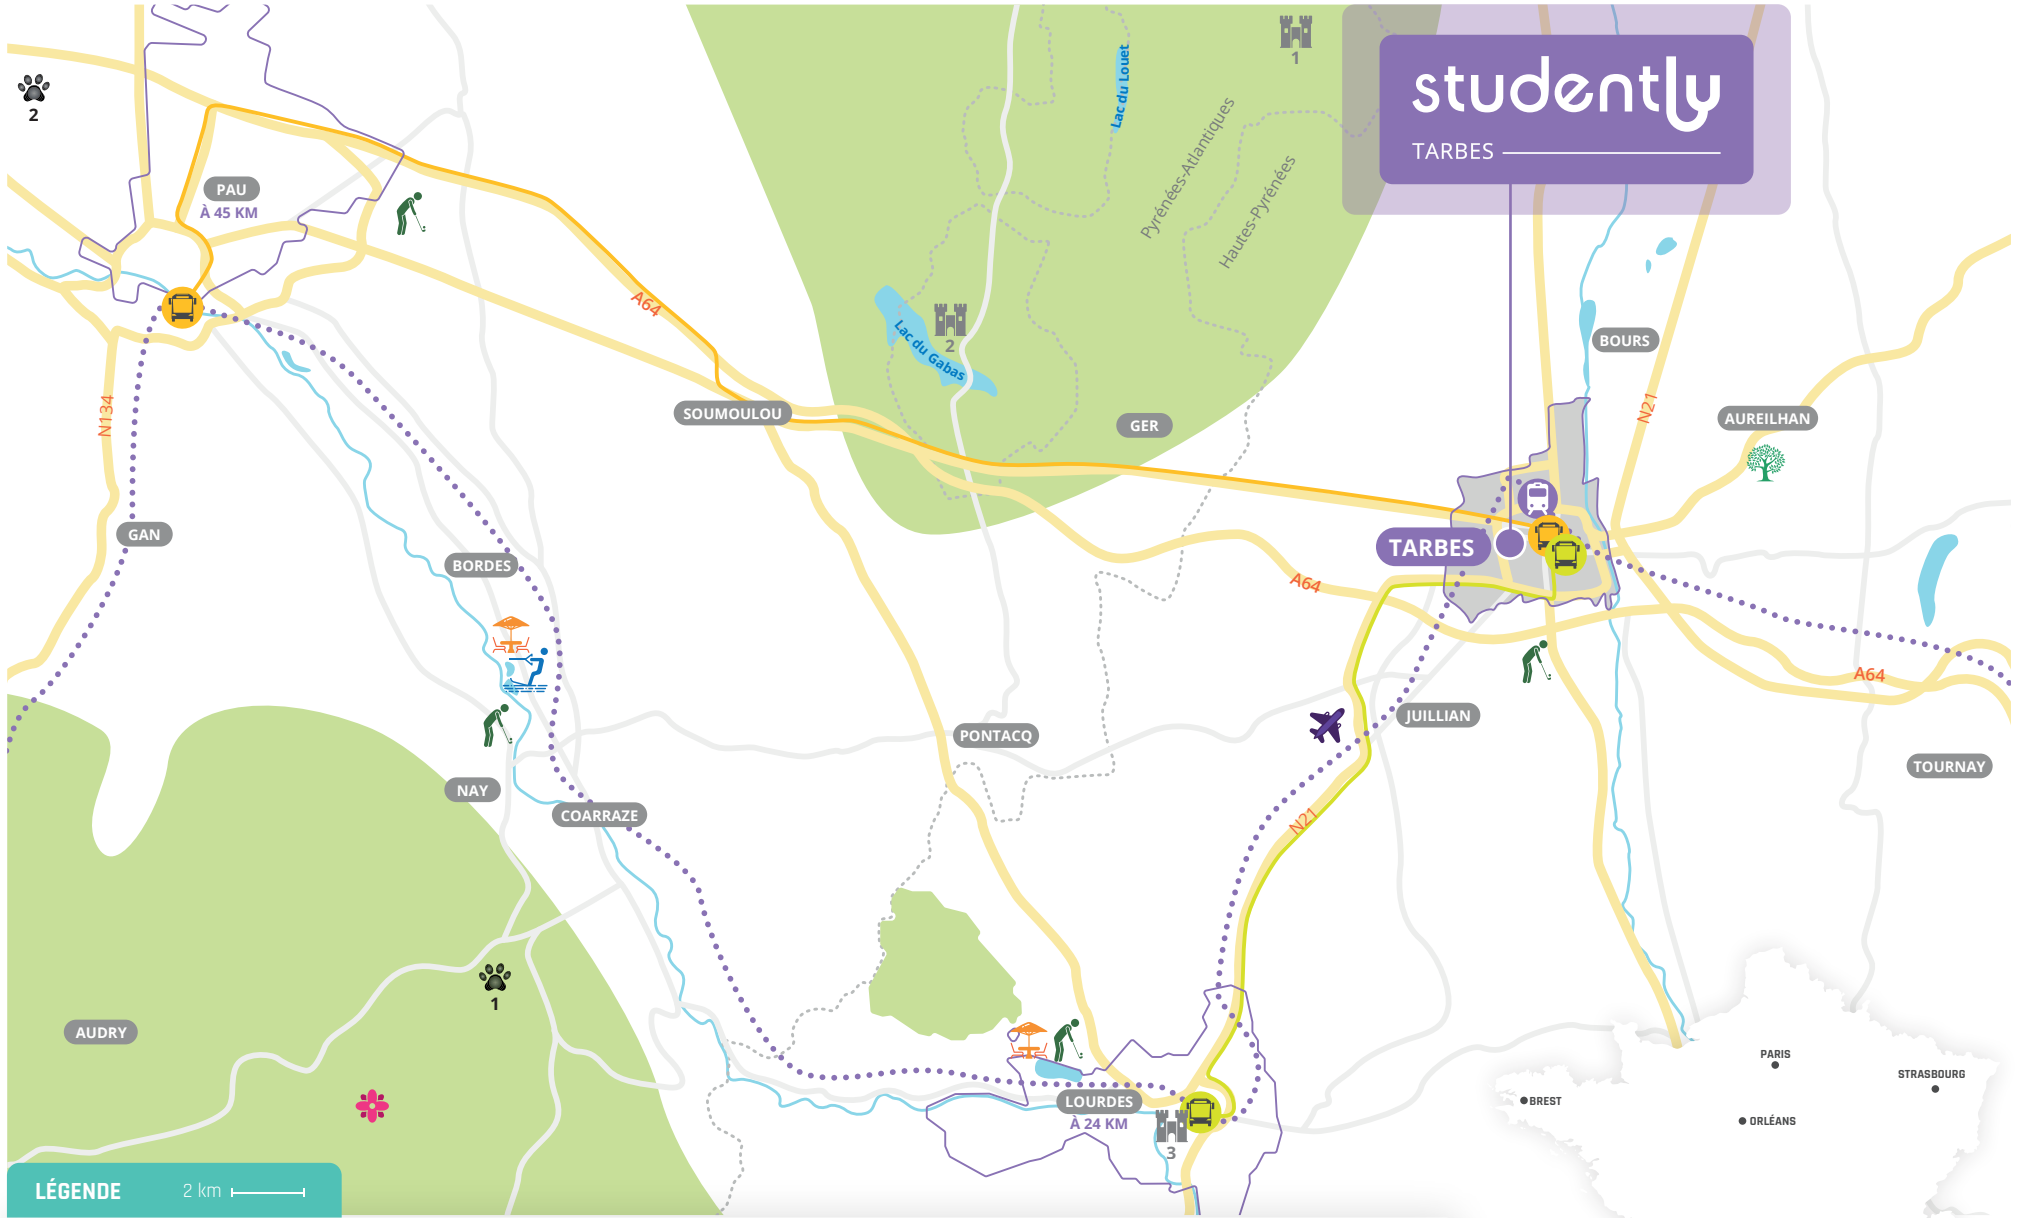 studently
TARBES
1
2
Lac du Louet
Pyrénées-Atlantiques
Hautes-Pyrénées
PAU
À 45 KM
A64
2
Lac du Gabas
BOURS
N134
SOUMOULOU
GER
N21
AUREILHAN
GAN
BORDES
TARBES
A64
A64
JUILLIAN
PONTACQ
TOURNAY
NAY
COARRAZE
N21
1
AUDRY
LOURDES
À 24 KM
3
PARIS
STRASBOURG
BREST
ORLÉANS
LÉGENDE
2 km